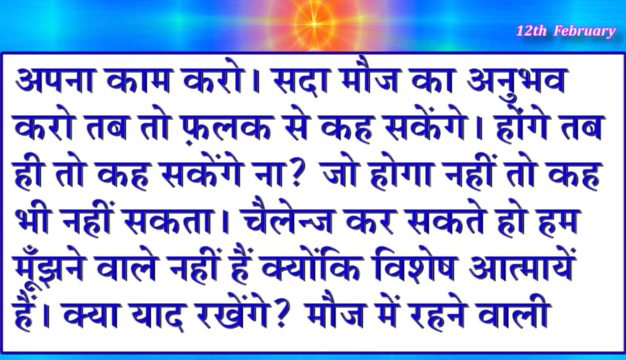 12th February
अपना काम करो। सदा मौज का अनुभव
करो तब तो फ़लक से कह सकेंगे। होंगे तब
ही तो कह सकेंगे ना? जो होगा नहीं तो कह
भी नहीं सकता। चैलेन्ज कर सकते हो हम
मूँझने वाले नहीं हैं क्योंकि विशेष आत्मायें
हैं। क्या याद रखेंगे? मौज में रहने वाली